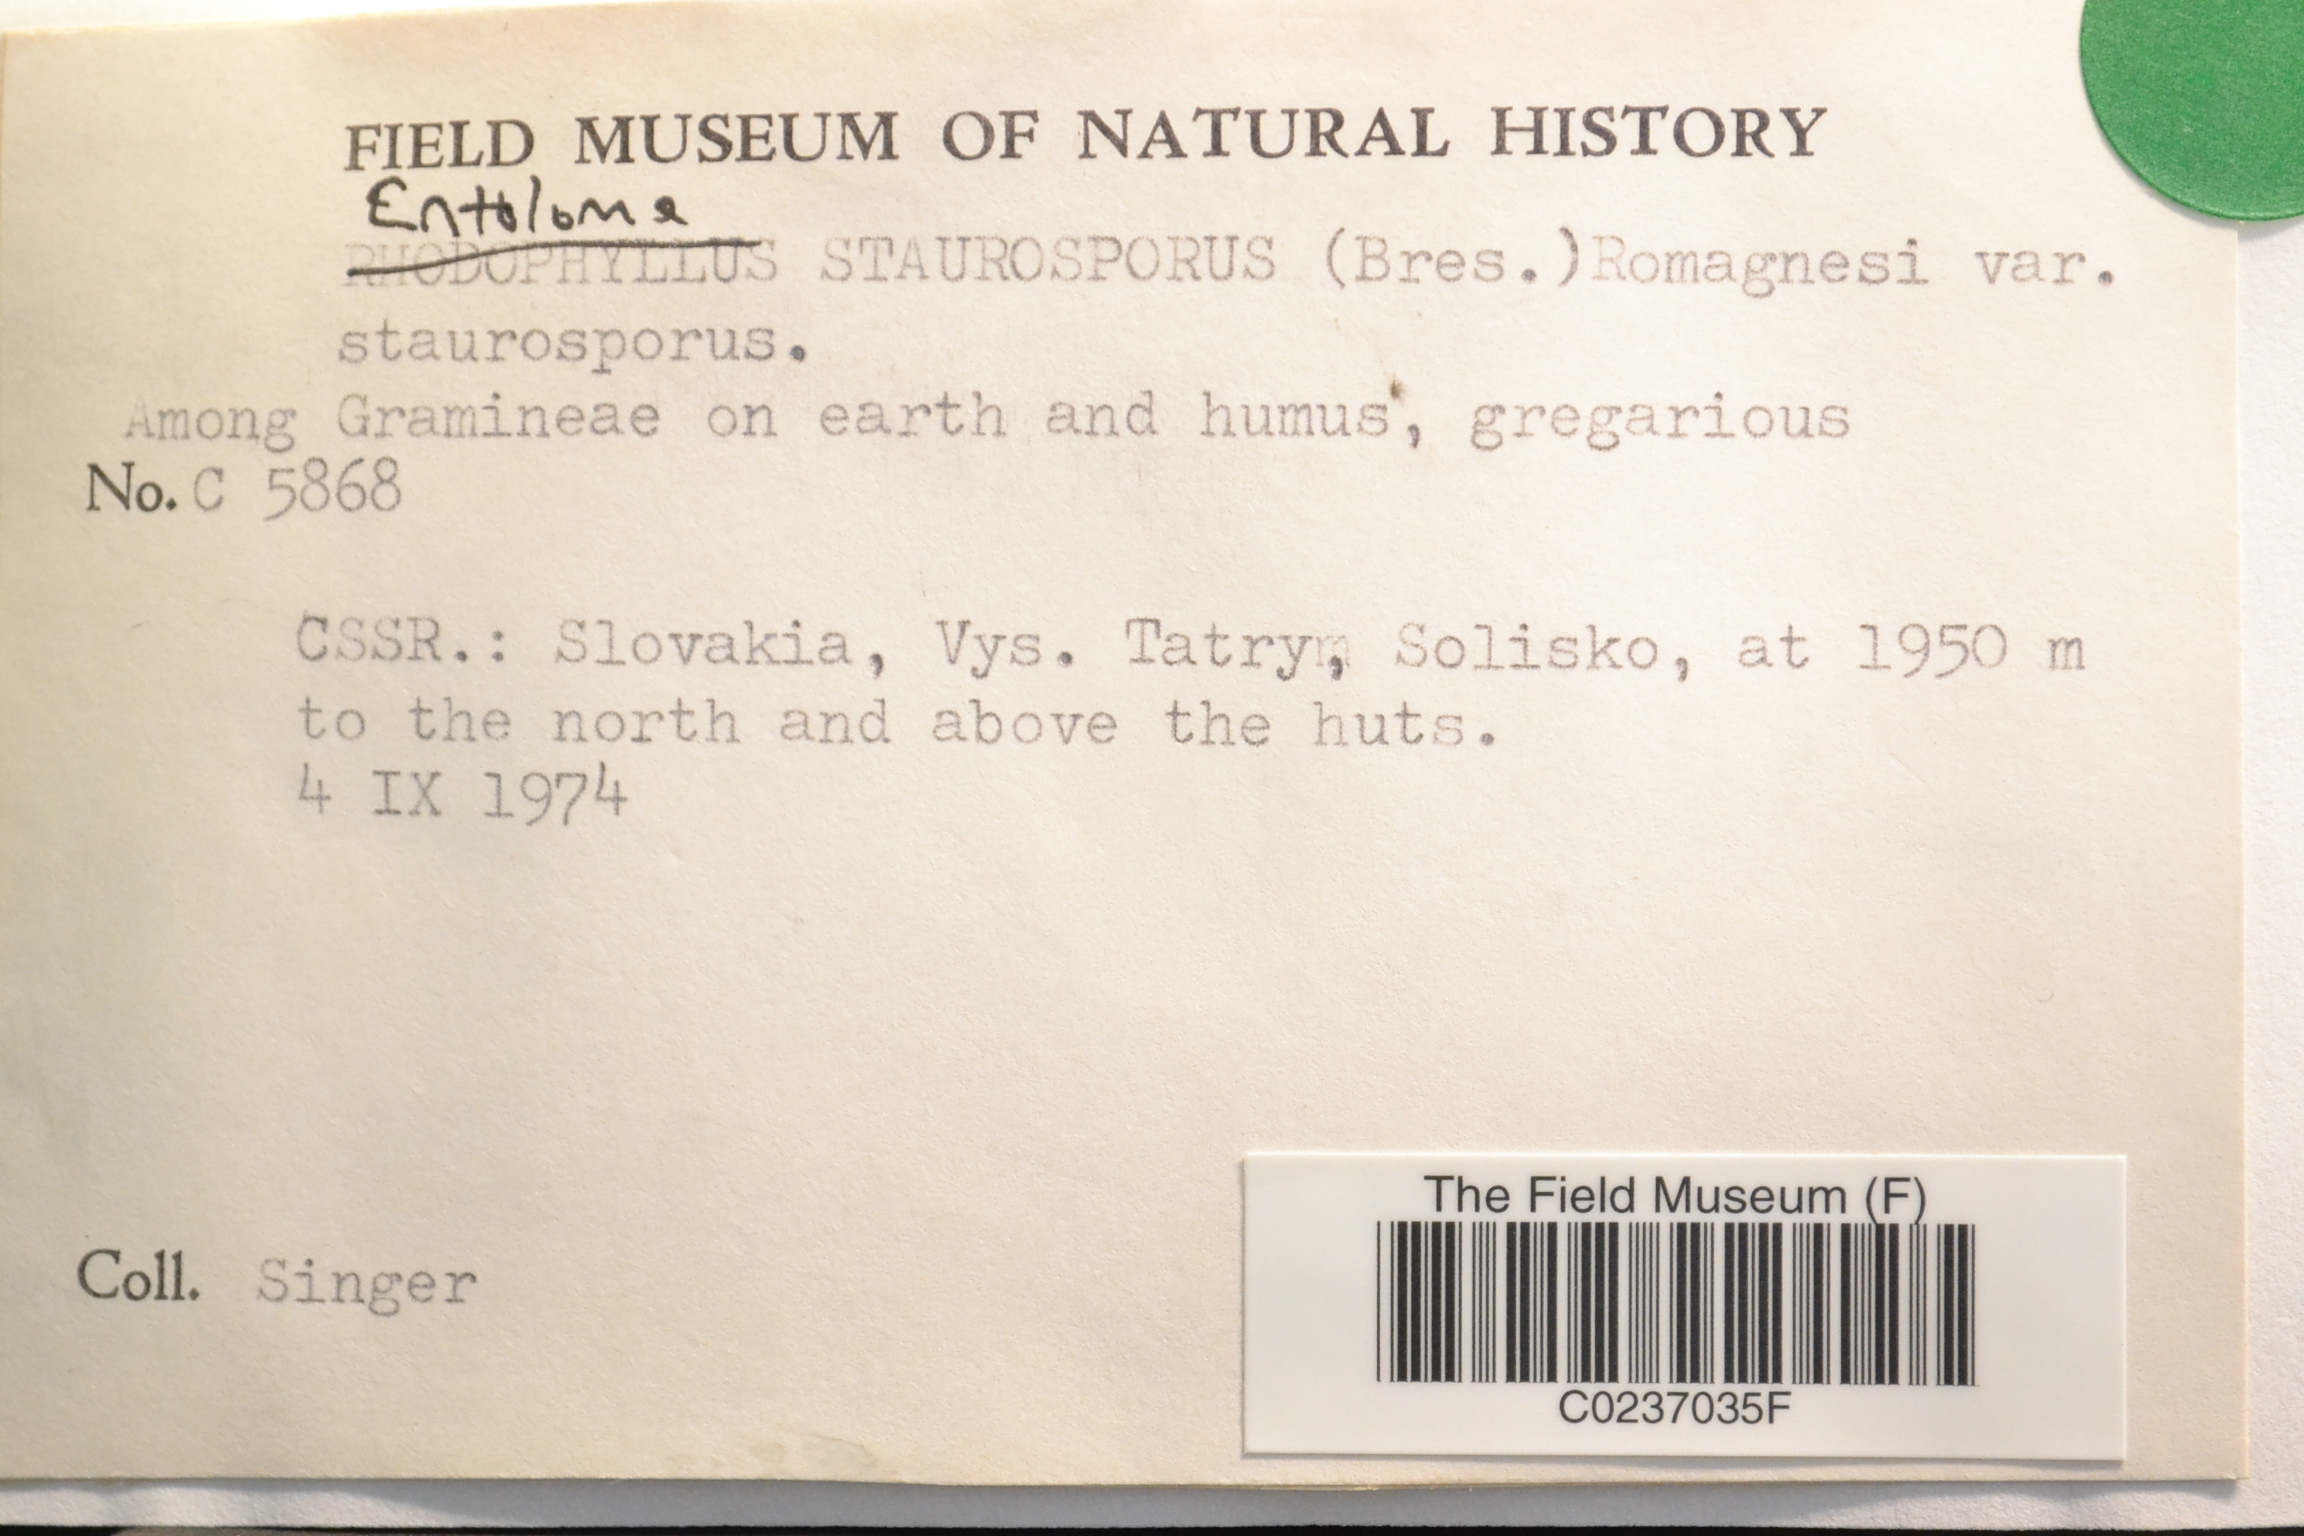 FIELD MUSEUM OF NATURAL HISTORY
Entoloma
RHODOPHYLLUS STAUROSPORUS (Bres.)Romagnesi var.
staurosporus.
Among Gramineae on earth and humus, gregarious
No. C 5868
CSSR.: Slovakia, Vys. Tatry, Solisko, at 1950 m
to the north and above the huts.
4 IX 1974
Coll. Singer
The Field Museum (F)
C0237035F